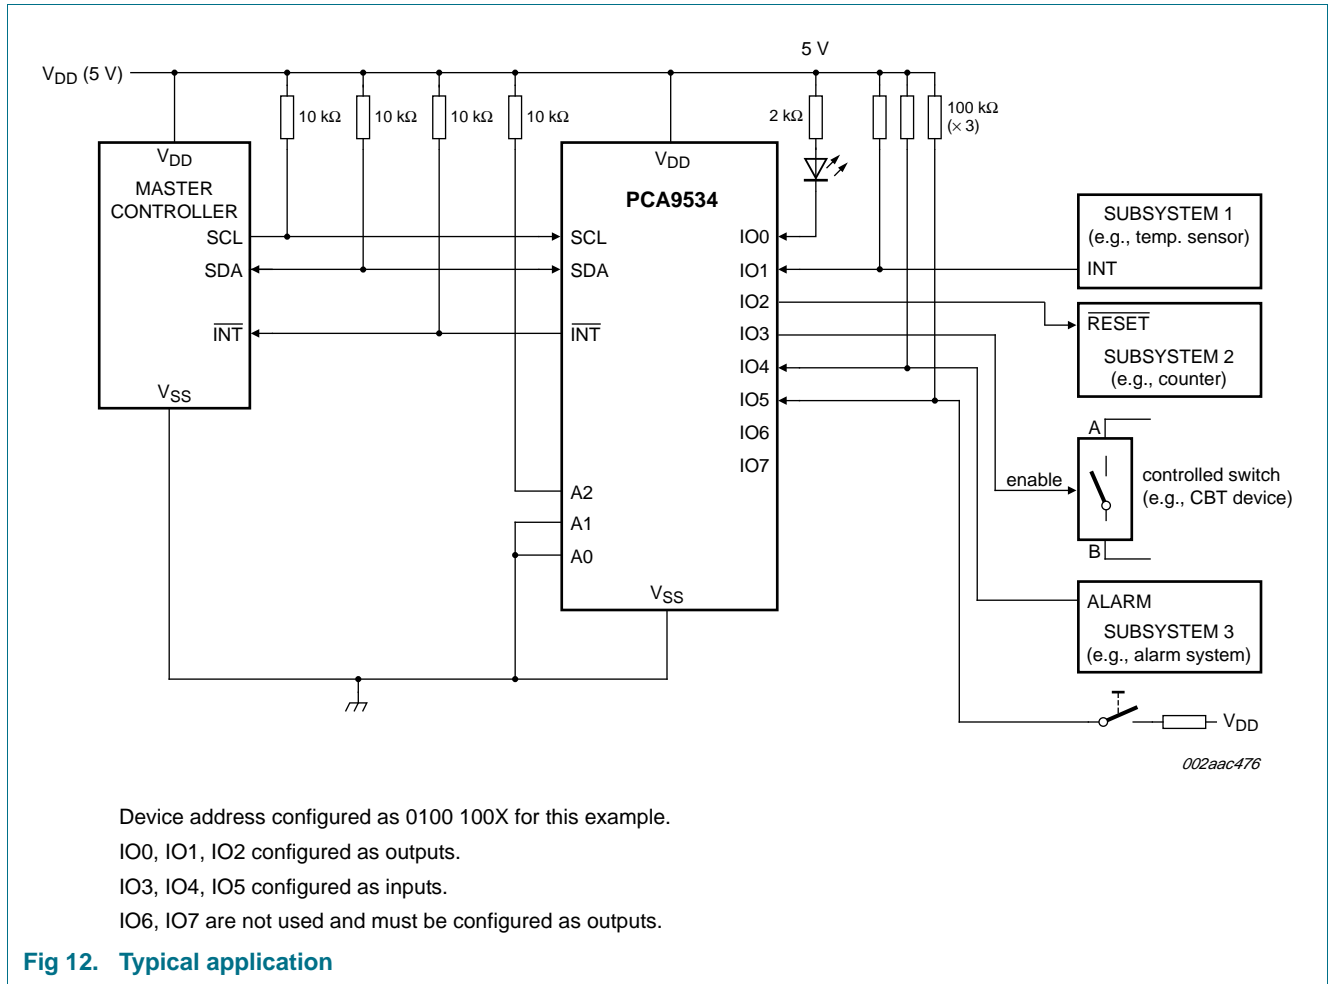 5 V
VDD (5 V)
10 kΩ
10 kΩ
10 kΩ
10 kΩ
2 kΩ
100 kΩ
(× 3)
VDD
MASTER
CONTROLLER
SCL
SDA
INT
VSS
VDD
PCA9534
SCL
SDA
INT
A2
A1
A0
VSS
IO0
IO1
IO2
IO3
IO4
IO5
IO6
IO7
SUBSYSTEM 1
(e.g., temp. sensor)
INT
RESET
SUBSYSTEM 2
(e.g., counter)
A
enable
controlled switch
(e.g., CBT device)
B
ALARM
SUBSYSTEM 3
(e.g., alarm system)
VDD
002aac476
Device address configured as 0100 100X for this example.
IO0, IO1, IO2 configured as outputs.
IO3, IO4, IO5 configured as inputs.
IO6, IO7 are not used and must be configured as outputs.
Fig 12. Typical application